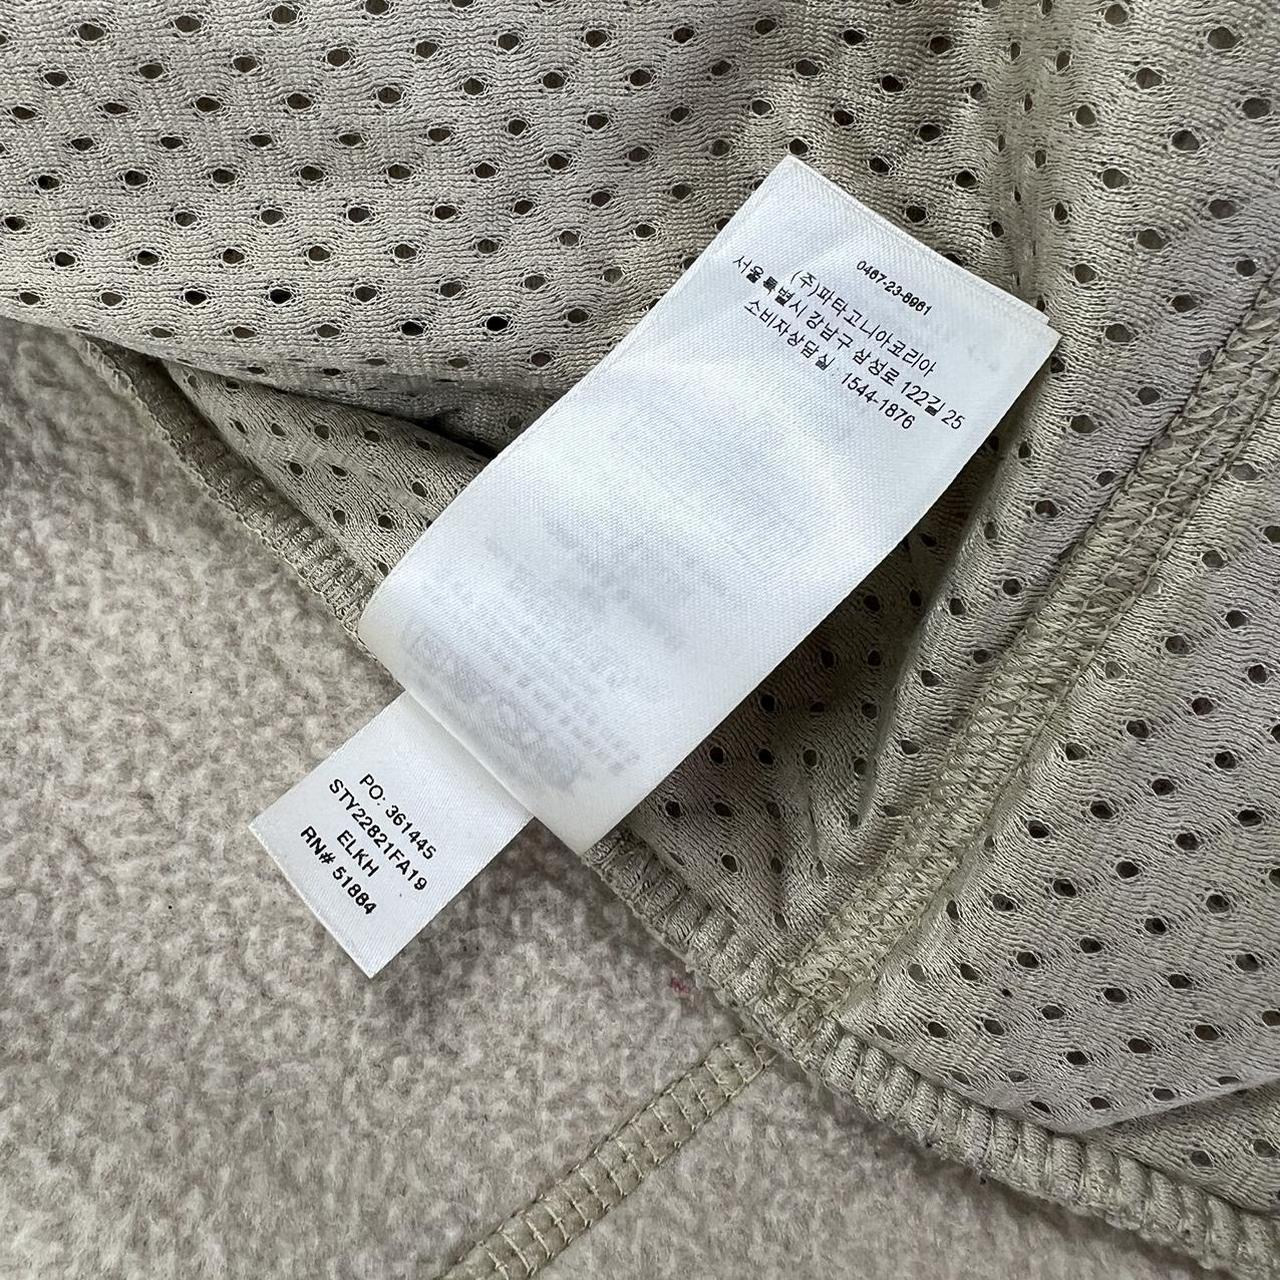 0467-23-8961
(주)파타고니아코리아
서울특별시 강남구 삼성로 122길 25
소비자상담실 : 1544-1876
PO: 361445
STY22821FA19
ELKH
RN# 51884